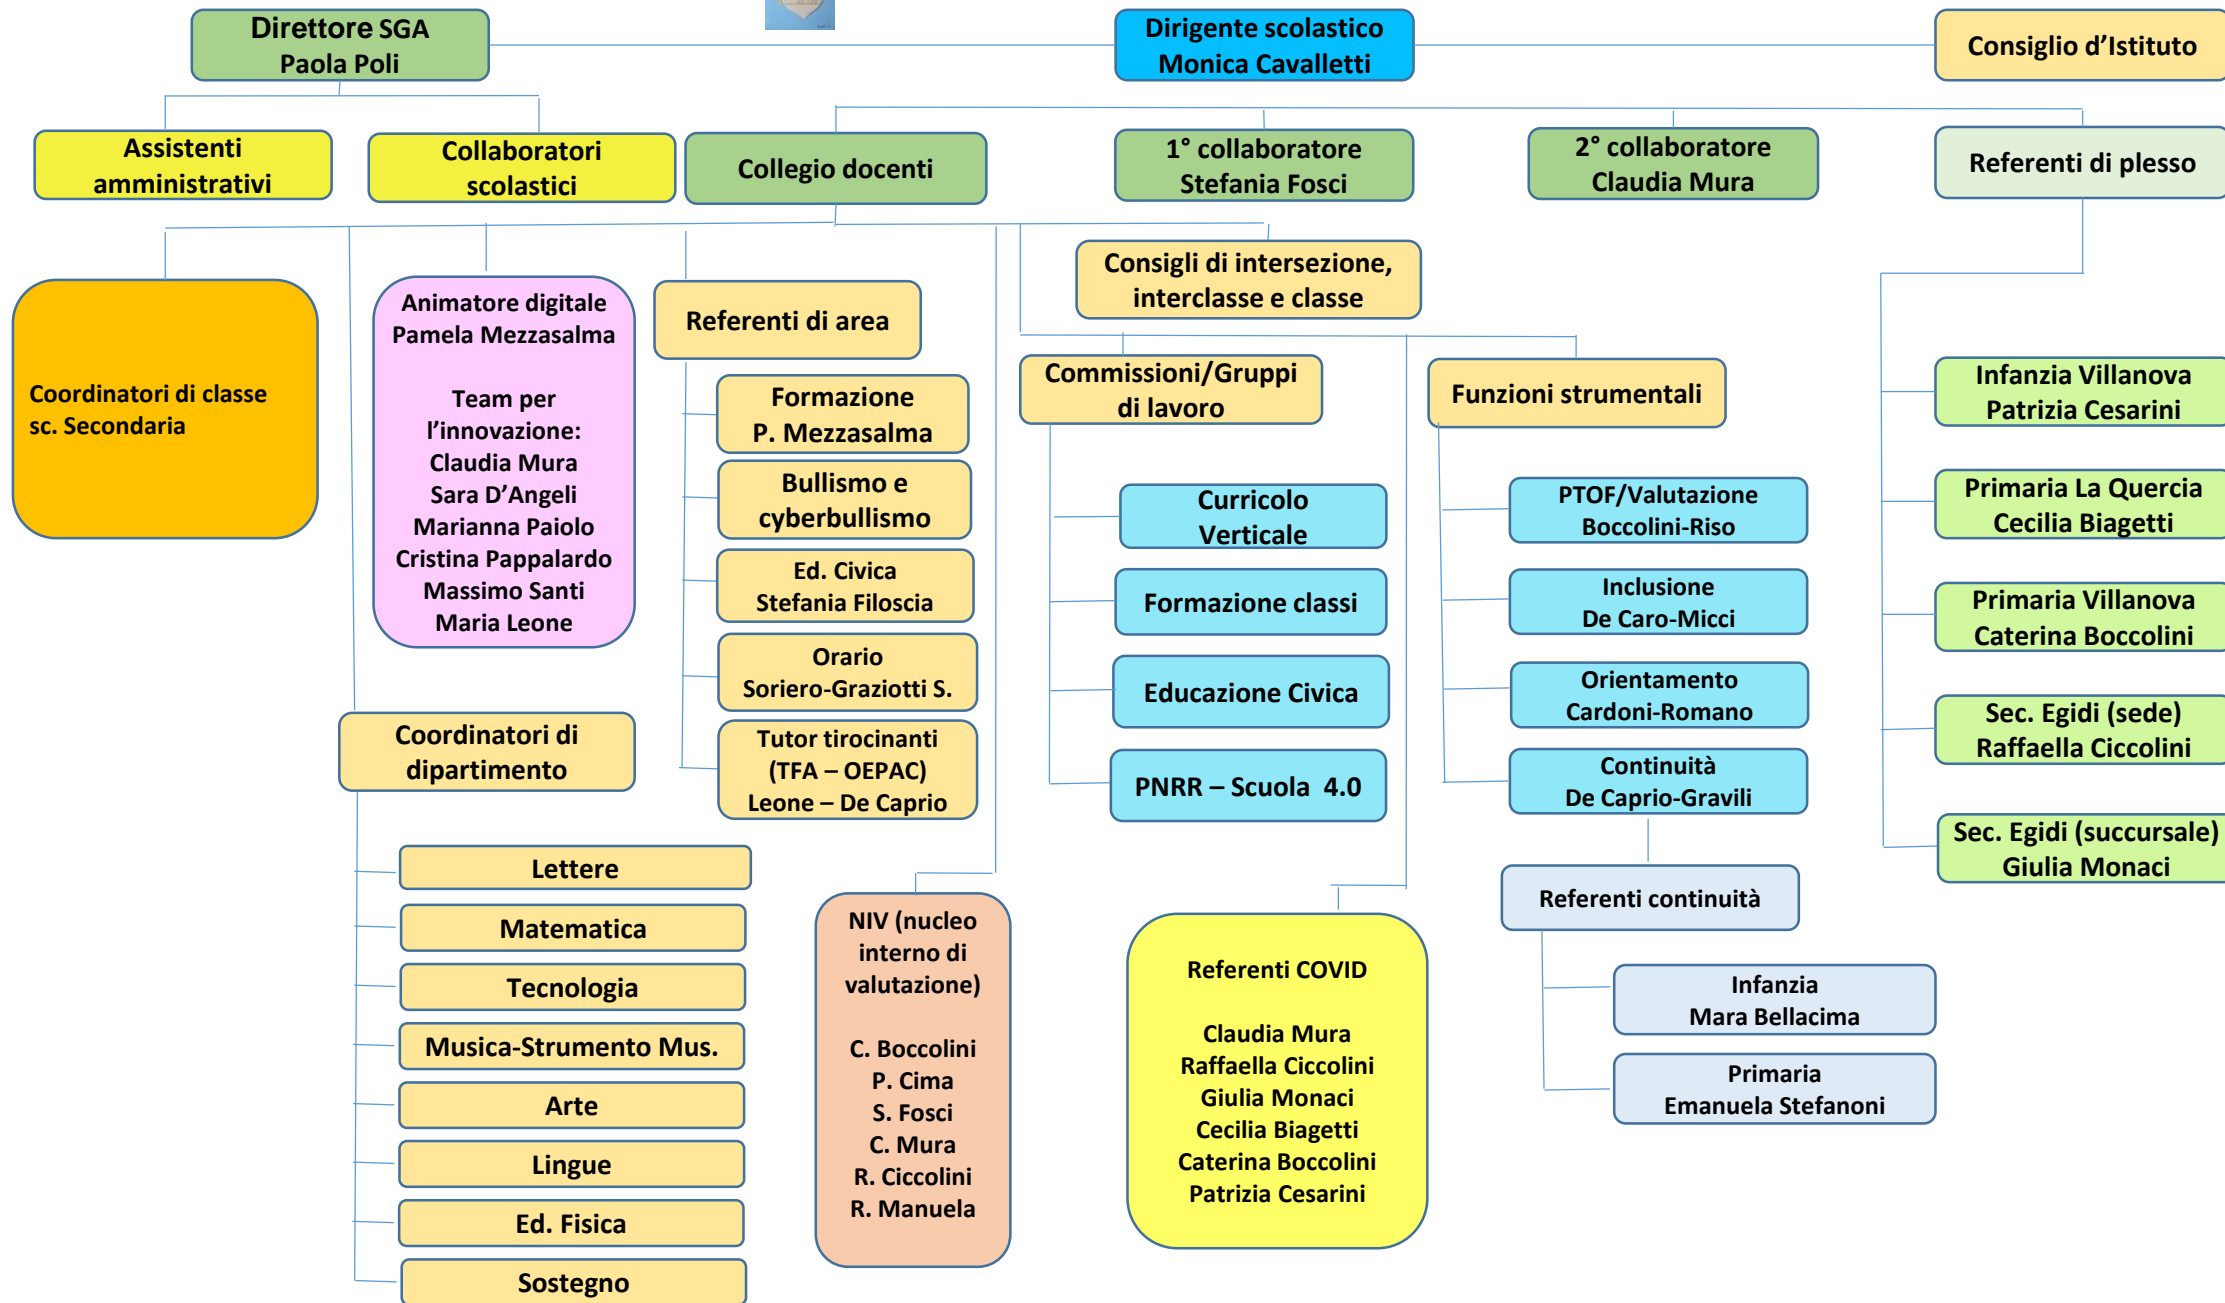 Direttore SGA
Paola Poli
Dirigente scolastico
Monica Cavalletti
Consiglio d’Istituto
Assistenti
amministrativi
Collaboratori
scolastici
Collegio docenti
1° collaboratore
Stefania Fosci
2° collaboratore
Claudia Mura
Referenti di plesso
Coordinatori di classe
sc. Secondaria
Animatore digitale
Pamela Mezzasalma
Team per
l’innovazione:
Claudia Mura
Sara D’Angeli
Marianna Paiolo
Cristina Pappalardo
Massimo Santi
Maria Leone
Referenti di area
Formazione
P. Mezzasalma
Bullismo e
cyberbullismo
Ed. Civica
Stefania Filoscia
Orario
Soriero-Graziotti S.
Tutor tirocinanti
(TFA – OEPAC)
Leone – De Caprio
Consigli di intersezione,
interclasse e classe
Commissioni/Gruppi
di lavoro
Curricolo
Verticale
Formazione classi
Educazione Civica
PNRR – Scuola 4.0
Funzioni strumentali
PTOF/Valutazione
Boccolini-Riso
Inclusione
De Caro-Micci
Orientamento
Cardoni-Romano
Continuità
De Caprio-Gravili
Referenti continuità
Infanzia
Mara Bellacima
Primaria
Emanuela Stefanoni
Infanzia Villanova
Patrizia Cesarini
Primaria La Quercia
Cecilia Biagetti
Primaria Villanova
Caterina Boccolini
Sec. Egidi (sede)
Raffaella Ciccolini
Sec. Egidi (succursale)
Giulia Monaci
Coordinatori di
dipartimento
Lettere
Matematica
Tecnologia
Musica-Strumento Mus.
Arte
Lingue
Ed. Fisica
Sostegno
NIV (nucleo
interno di
valutazione)
C. Boccolini
P. Cima
S. Fosci
C. Mura
R. Ciccolini
R. Manuela
Referenti COVID
Claudia Mura
Raffaella Ciccolini
Giulia Monaci
Cecilia Biagetti
Caterina Boccolini
Patrizia Cesarini